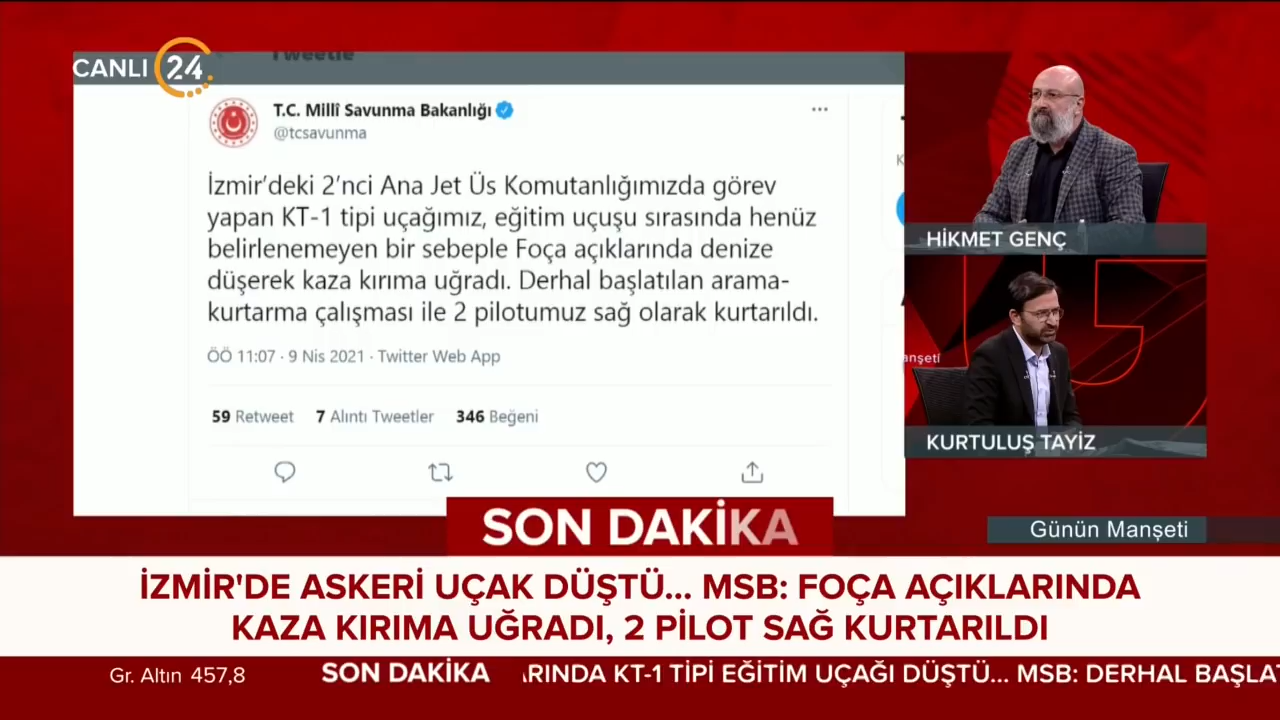 CANLI 24
Tweetle
T.C. Millî Savunma Bakanlığı
@tcsavunma
İzmir’deki 2’nci Ana Jet Üs Komutanlığımızda görev
yapan KT-1 tipi uçağımız, eğitim uçuşu sırasında henüz
belirlenemeyen bir sebeple Foça açıklarında denize
düşerek kaza kırıma uğradı. Derhal başlatılan arama-
kurtarma çalışması ile 2 pilotumuz sağ olarak kurtarıldı.
ÖÖ 11:07 · 9 Nis 2021 · Twitter Web App
59 Retweet 7 Alıntı Tweetler 346 Beğeni
HİKMET GENÇ
anşeti
KURTULUŞ TAYİZ
SON DAKİKA
Günün Manşeti
İZMİR'DE ASKERİ UÇAK DÜŞTÜ... MSB: FOÇA AÇIKLARINDA
KAZA KIRIMA UĞRADI, 2 PİLOT SAĞ KURTARILDI
Gr. Altın 457,8 SON DAKİKA ARINDA KT-1 TİPİ EĞİTİM UÇAĞI DÜŞTÜ... MSB: DERHAL BAŞLA